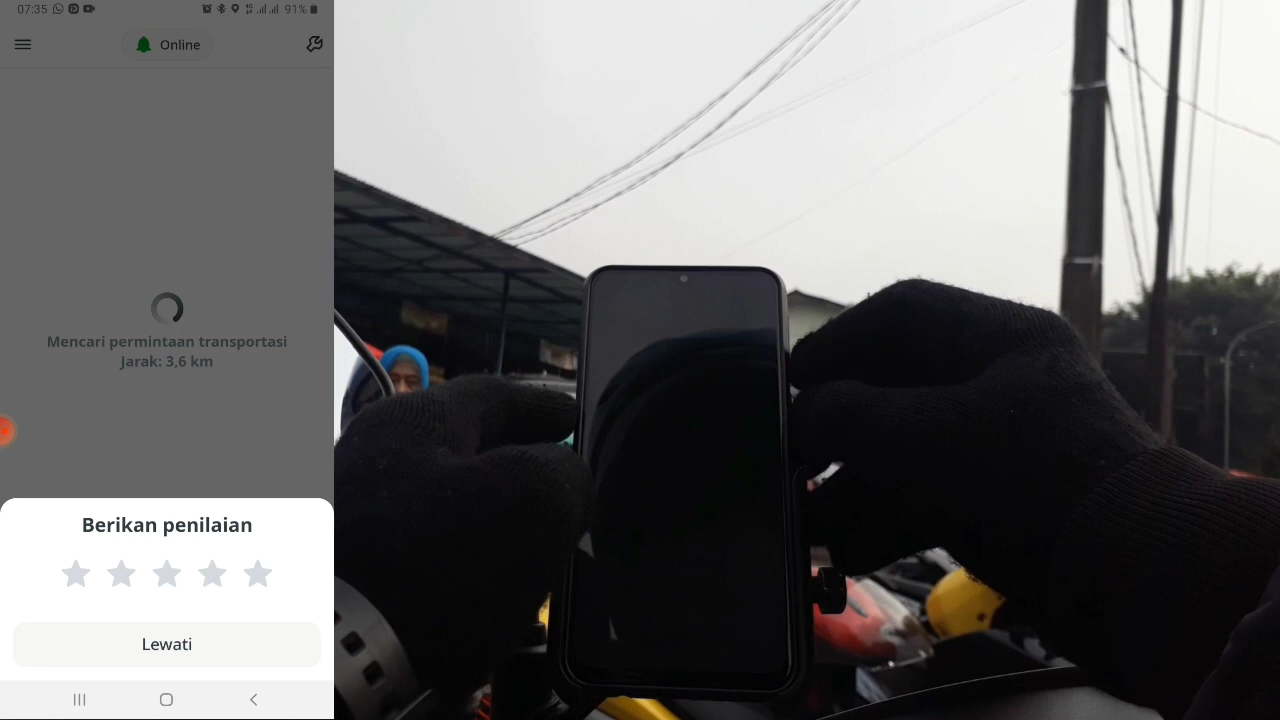 07:35
91%
Online
Mencari permintaan transportasi
Jarak: 3,6 km
Berikan penilaian
Lewati